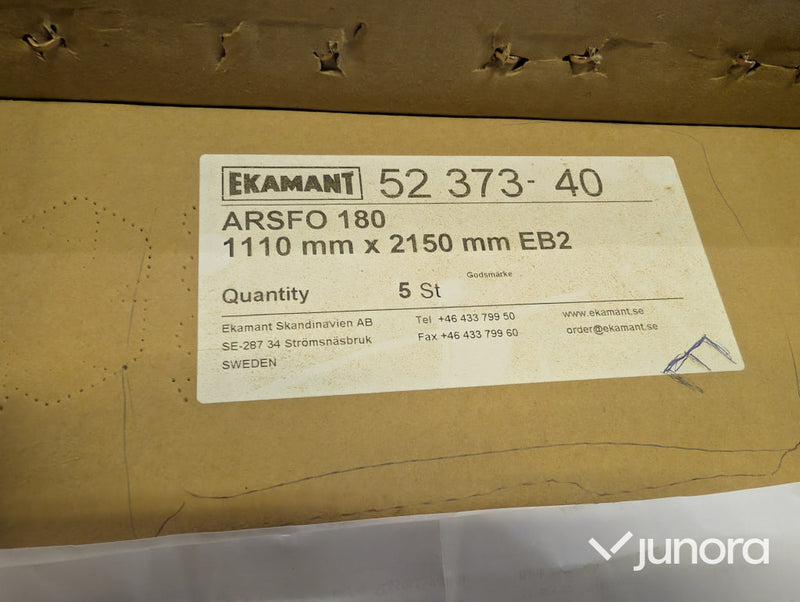 EKAMANT 52 373- 40
ARSFO 180
1110 mm x 2150 mm EB2
Godsmärke
Quantity 5 St
Ekamant Skandinavien AB Tel +46 433 799 50 www.ekamant.se
SE-287 34 Strömsnäsbruk Fax +46 433 799 60 order@ekamant.se
SWEDEN
E
junora